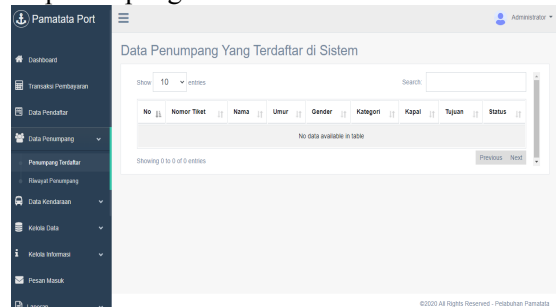 Pamatata Port
Administrator
Dashboard
Transaksi Pembayaran
Data Pendaftar
Data Penumpang
Penumpang Terdaftar
Riwayat Penumpang
Data Kendaraan
Kelola Data
Kelola Informasi
Pesan Masuk
Laporan
Data Penumpang Yang Terdaftar di Sistem
Show 10 entries
Search:
No Nomor Tiket Nama Umur Gender Kategori Kapal Tujuan Status
No data available in table
Showing 0 to 0 of 0 entries
Previous Next
©2020 All Rights Reserved - Pelabuhan Pamatata